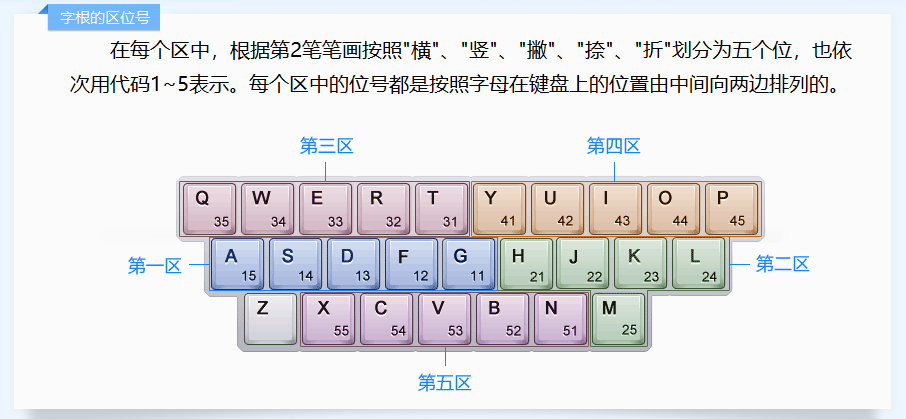 字根的区位号
在每个区中，根据第2笔笔画按照"横"、"竖"、"撇"、"捺"、"折"划分为五个位，也依
次用代码1~5表示。每个区中的位号都是按照字母在键盘上的位置由中间向两边排列的。
第三区 第四区
Q W E R T Y U I O P
35 34 33 32 31 41 42 43 44 45
第一区 A S D F G H J K L 第二区
15 14 13 12 11 21 22 23 24
Z X C V B N M
55 54 53 52 51 25
第五区